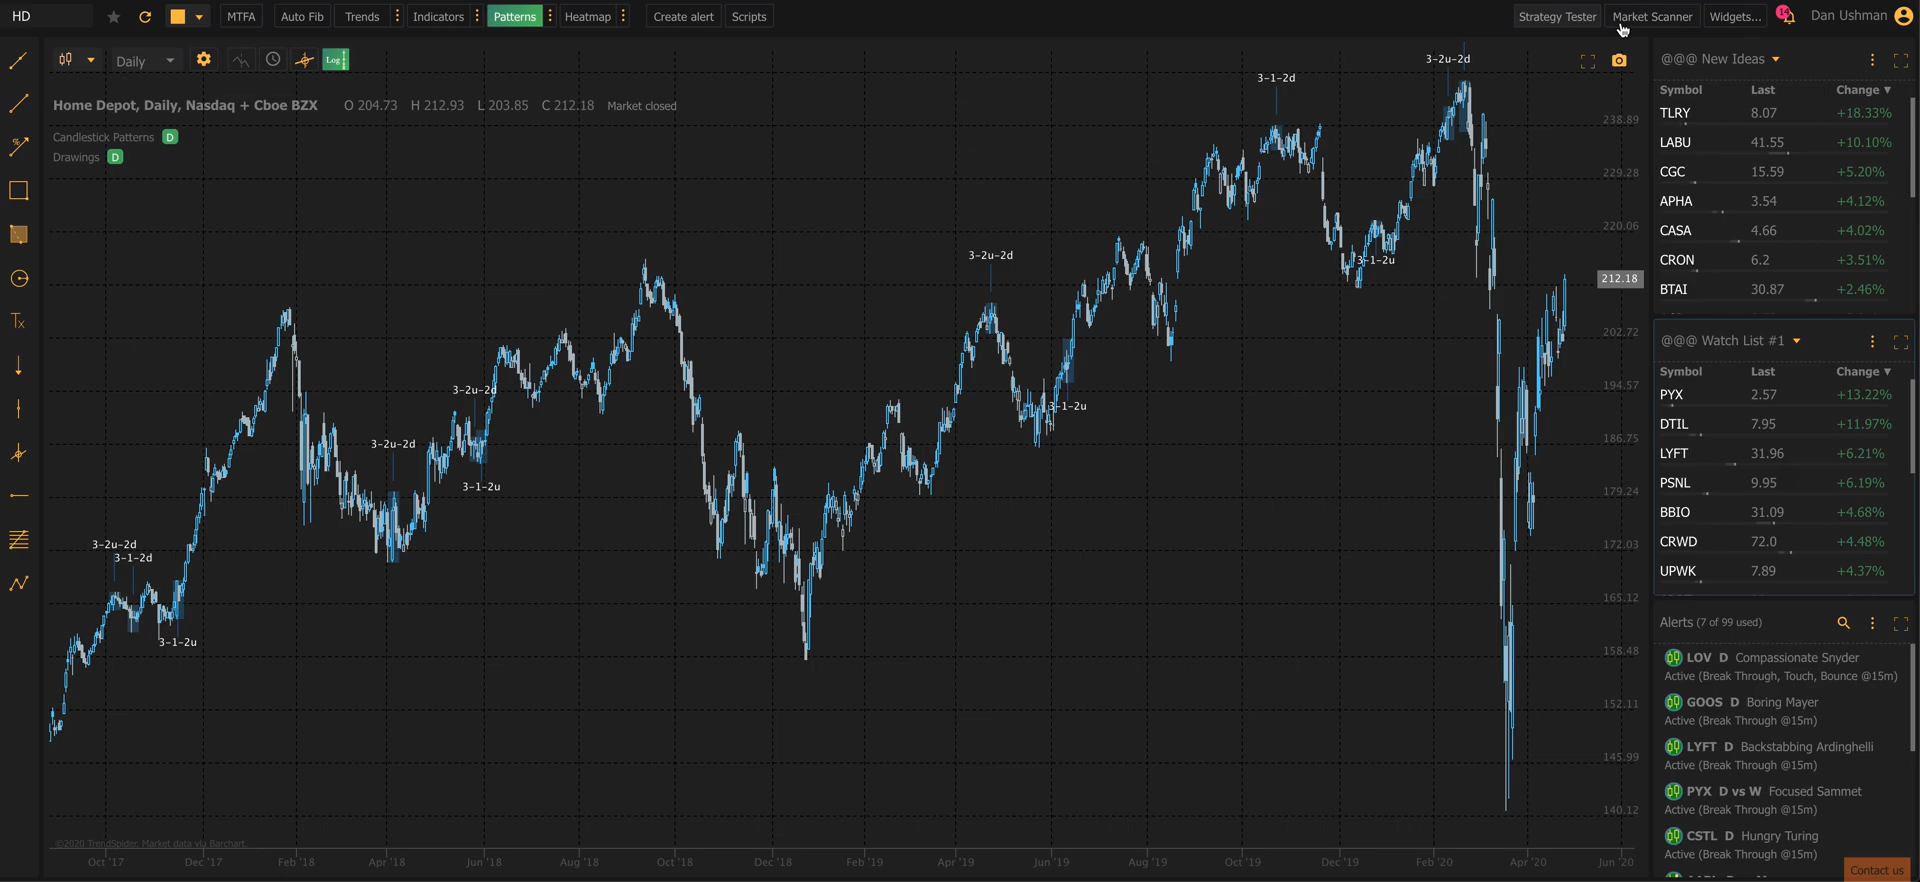 HD
MTFA
Auto Fib
Trends
Indicators
Patterns
Heatmap
Create alert
Scripts
Strategy Tester
Market Scanner
Widgets...
14
Dan Ushman
Daily
Log
Home Depot, Daily, Nasdaq + Cboe BZX O 204.73 H 212.93 L 203.85 C 212.18 Market closed
Candlestick Patterns D
Drawings D
%
Tx
3-2u-2d
3-1-2d
3-1-2u
3-2u-2d
3-2u-2d
3-1-2u
3-2u-2d
3-1-2u
3-1-2d
3-1-2u
3-2u-2d
238.89
229.28
220.06
212.18
202.72
194.57
186.75
179.24
172.03
165.12
158.48
152.11
145.99
140.12
©2020 TrendSpider. Market data via Barchart.
Oct '17 Dec '17 Feb '18 Apr '18 Jun '18 Aug '18 Oct '18 Dec '18 Feb '19 Apr '19 Jun '19 Aug '19 Oct '19 Dec '19 Feb '20 Apr '20 Jun '20
@@@ New Ideas
Symbol Last Change
TLRY 8.07 +18.33%
LABU 41.55 +10.10%
CGC 15.59 +5.20%
APHA 3.54 +4.12%
CASA 4.66 +4.02%
CRON 6.2 +3.51%
BTAI 30.87 +2.46%
@@@ Watch List #1
Symbol Last Change
PYX 2.57 +13.22%
DTIL 7.95 +11.97%
LYFT 31.96 +6.21%
PSNL 9.95 +6.19%
BBIO 31.09 +4.68%
CRWD 72.0 +4.48%
UPWK 7.89 +4.37%
Alerts (7 of 99 used)
LOV D Compassionate Snyder
Active (Break Through, Touch, Bounce @15m)
GOOS D Boring Mayer
Active (Break Through @15m)
LYFT D Backstabbing Ardinghelli
Active (Break Through @15m)
PYX D vs W Focused Sammet
Active (Break Through @15m)
CSTL D Hungry Turing
Active (Break Through @15m)
Contact us